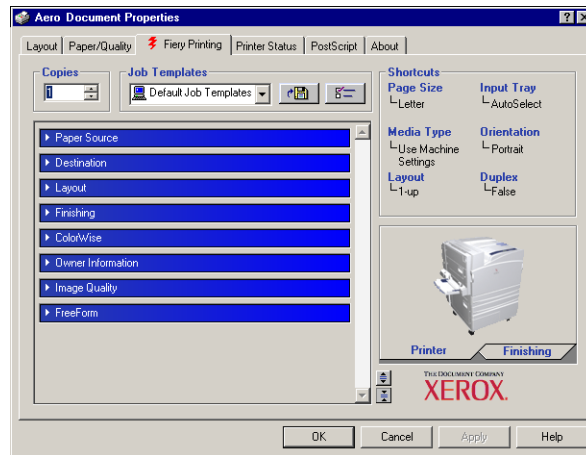 Aero Document Properties
Layout
Paper/Quality
Fiery Printing
Printer Status
PostScript
About
Copies
1
Job Templates
Default Job Templates
Paper Source
Destination
Layout
Finishing
ColorWise
Owner Information
Image Quality
FreeForm
Shortcuts
Page Size
Letter
Input Tray
AutoSelect
Media Type
Use Machine
Settings
Orientation
Portrait
Layout
1-up
Duplex
False
Printer
Finishing
THE DOCUMENT COMPANY
XEROX.
OK
Cancel
Apply
Help